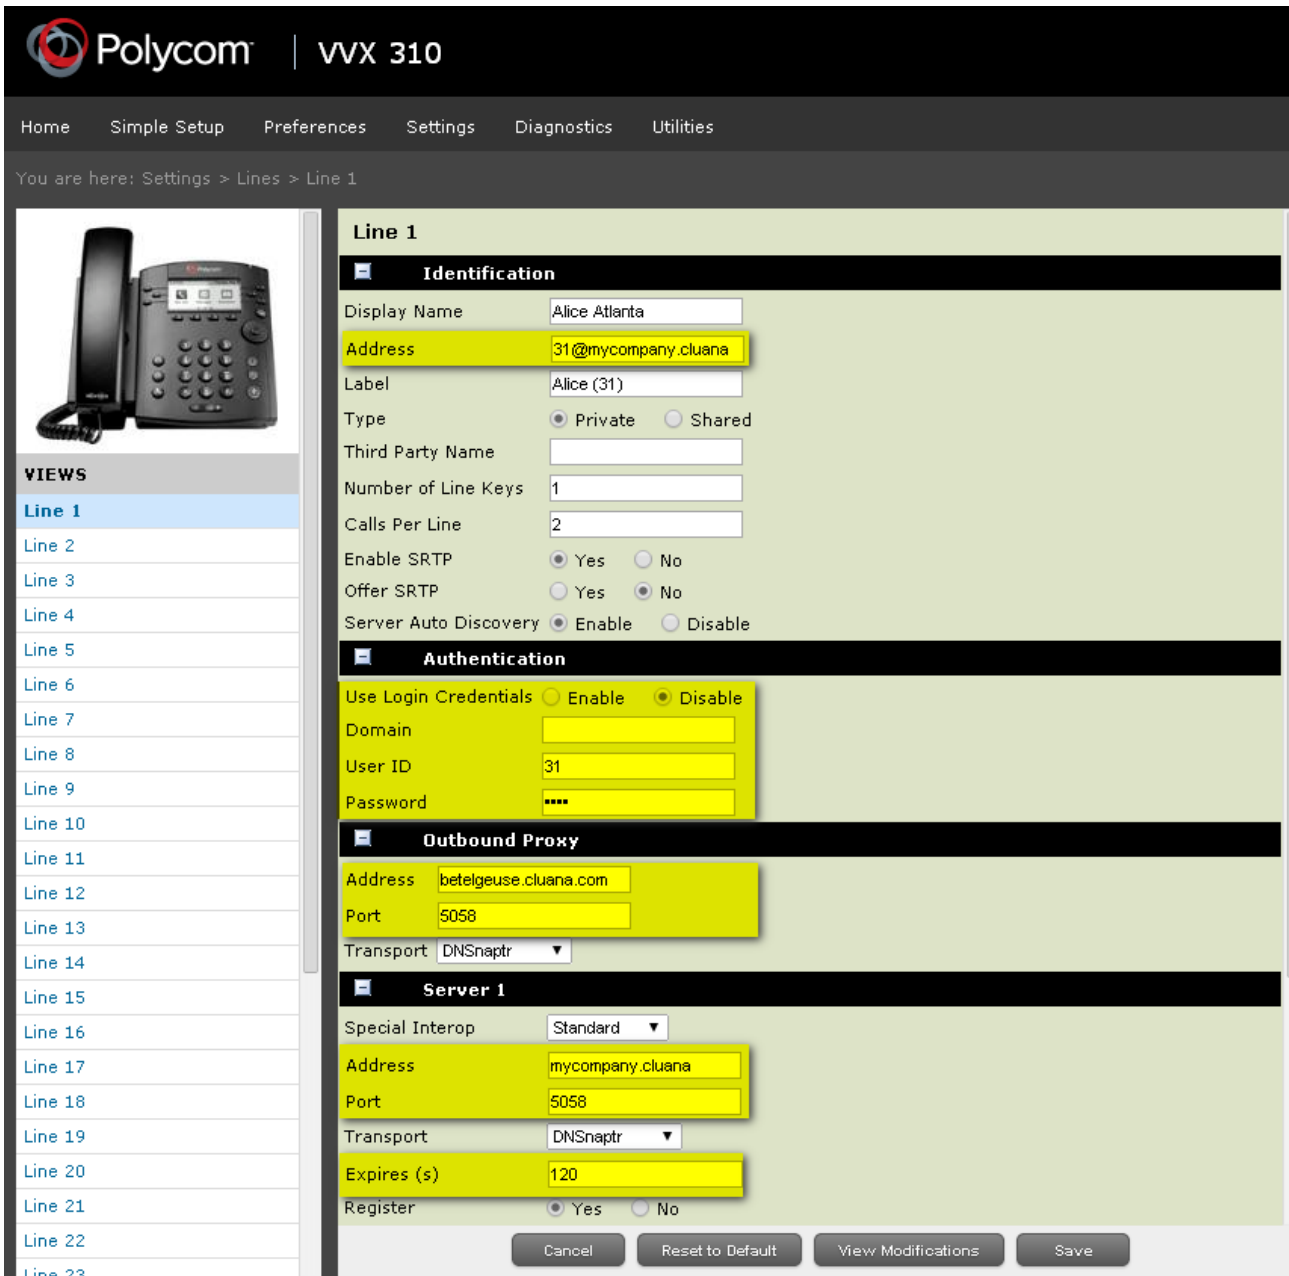 Polycom | VVX 310
Home Simple Setup Preferences Settings Diagnostics Utilities
You are here: Settings > Lines > Line 1
VIEWS
Line 1
Line 2
Line 3
Line 4
Line 5
Line 6
Line 7
Line 8
Line 9
Line 10
Line 11
Line 12
Line 13
Line 14
Line 15
Line 16
Line 17
Line 18
Line 19
Line 20
Line 21
Line 22
Line 23
Line 1
Identification
Display Name Alice Atlanta
Address 31@mycompany.cluana
Label Alice (31)
Type Private Shared
Third Party Name
Number of Line Keys 1
Calls Per Line 2
Enable SRTP Yes No
Offer SRTP Yes No
Server Auto Discovery Enable Disable
Authentication
Use Login Credentials Enable Disable
Domain
User ID 31
Password ••••
Outbound Proxy
Address betelgeuse.cluana.com
Port 5058
Transport DNSnaptr
Server 1
Special Interop Standard
Address mycompany.cluana
Port 5058
Transport DNSnaptr
Expires (s) 120
Register Yes No
Cancel Reset to Default View Modifications Save